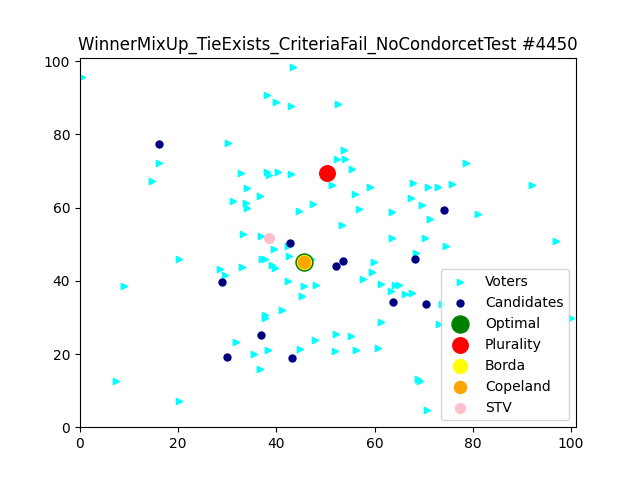 WinnerMixUp_TieExists_CriteriaFail_NoCondorcetTest #4450
100
80
60
40
20
0
0 20 40 60 80 100
Voters
Candidates
Optimal
Plurality
Borda
Copeland
STV